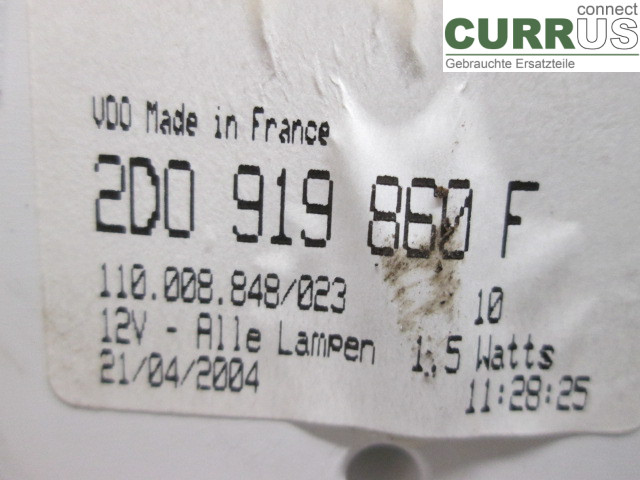 connect
CURRUS
Gebrauchte Ersatzteile
VDO Made in France
2D0 919 860 F
110.008.848/023 10
12V - Alle Lampen 1,5 Watts
21/04/2004 11:28:25